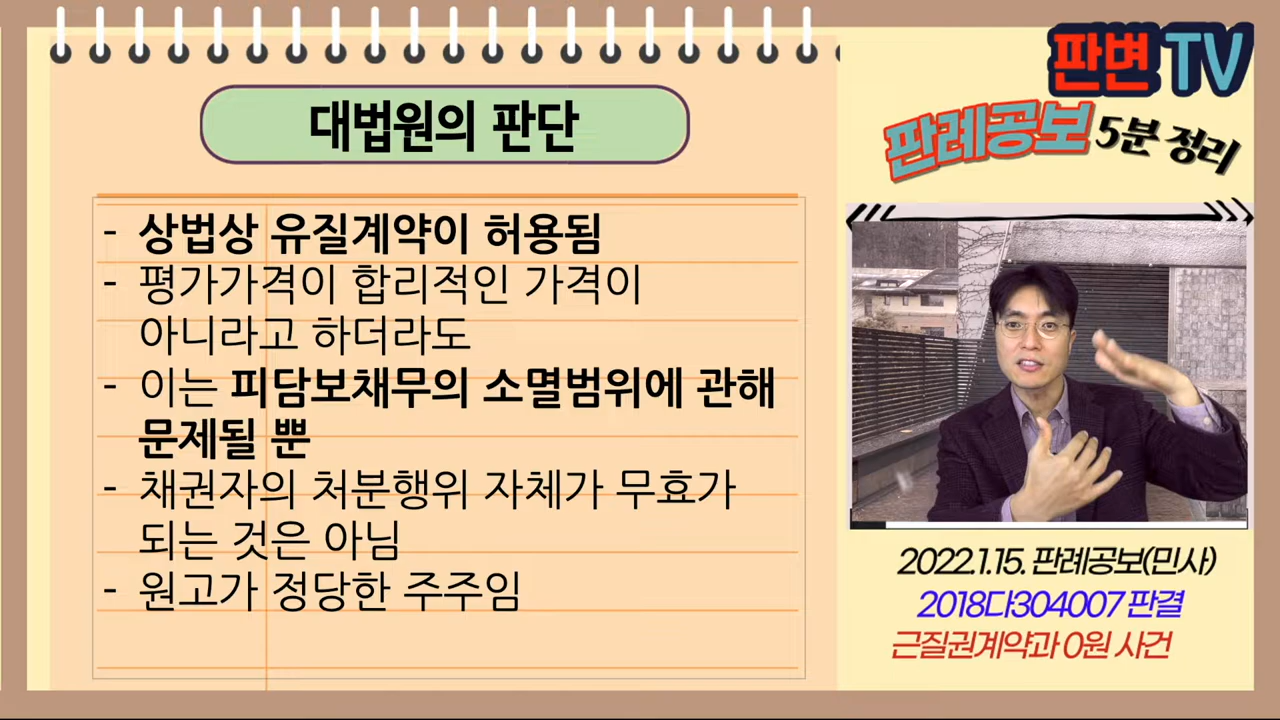 대법원의 판단
- 상법상 유질계약이 허용됨
- 평가가격이 합리적인 가격이
아니라고 하더라도
- 이는 피담보채무의 소멸범위에 관해
문제될 뿐
- 채권자의 처분행위 자체가 무효가
되는 것은 아님
- 원고가 정당한 주주임
판변TV
판례공보 5분 정리
2022.1.15. 판례공보(민사)
2018다304007 판결
근질권계약과 0원 사건